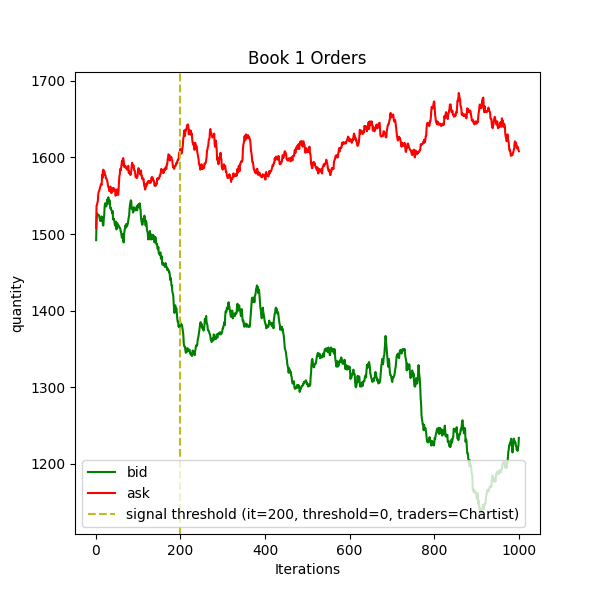 Book 1 Orders
quantity
1700
1600
1500
1400
1300
1200
bid
ask
signal threshold (it=200, threshold=0, traders=Chartist)
0 200 400 600 800 1000
Iterations